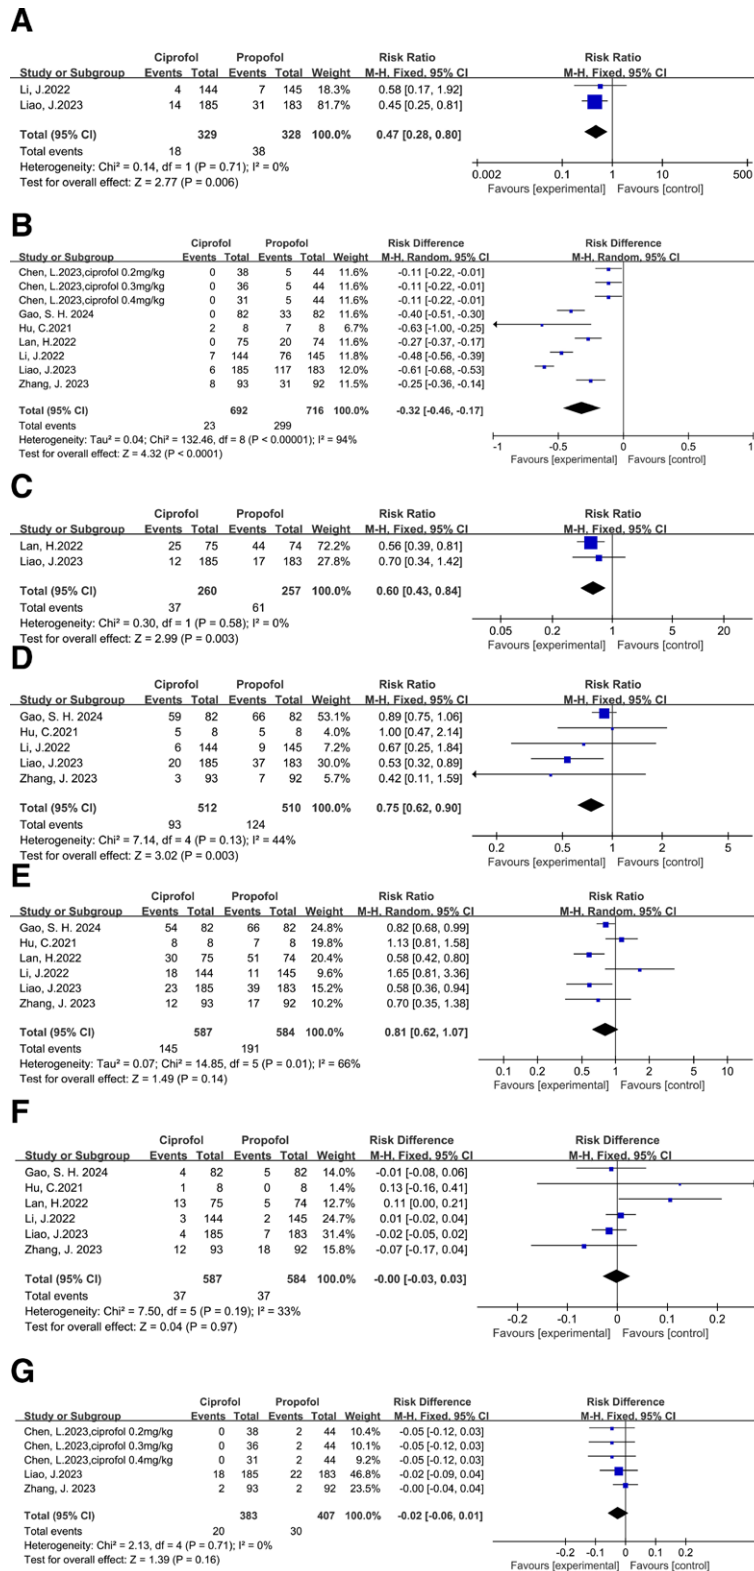 A
Ciprofol Propofol Risk Ratio Risk Ratio
Study or Subgroup Events Total Events Total Weight M-H, Fixed, 95% CI M-H, Fixed, 95% CI
Li, J.2022 4 144 7 145 18.3% 0.58 [0.17, 1.92]
Liao, J.2023 14 185 31 183 81.7% 0.45 [0.25, 0.81]
Total (95% CI) 329 328 100.0% 0.47 [0.28, 0.80]
Total events 18 38
Heterogeneity: Chi² = 0.14, df = 1 (P = 0.71); I² = 0%
Test for overall effect: Z = 2.77 (P = 0.006)
0.002 0.1 1 10 500
Favours [experimental] Favours [control]
B
Ciprofol Propofol Risk Difference Risk Difference
Study or Subgroup Events Total Events Total Weight M-H, Random, 95% CI M-H, Random, 95% CI
Chen, L.2023,ciprofol 0.2mg/kg 0 38 5 44 11.6% -0.11 [-0.22, -0.01]
Chen, L.2023,ciprofol 0.3mg/kg 0 36 5 44 11.6% -0.11 [-0.22, -0.01]
Chen, L.2023,ciprofol 0.4mg/kg 0 31 5 44 11.6% -0.11 [-0.22, -0.01]
Gao, S. H. 2024 0 82 33 82 11.6% -0.40 [-0.51, -0.30]
Hu, C.2021 2 8 7 8 6.7% -0.63 [-1.00, -0.25]
Lan, H.2022 0 75 20 74 11.6% -0.27 [-0.37, -0.17]
Li, J.2022 7 144 76 145 11.8% -0.48 [-0.56, -0.39]
Liao, J.2023 6 185 117 183 12.0% -0.61 [-0.68, -0.53]
Zhang, J. 2023 8 93 31 92 11.5% -0.25 [-0.36, -0.14]
Total (95% CI) 692 716 100.0% -0.32 [-0.46, -0.17]
Total events 23 299
Heterogeneity: Tau² = 0.04; Chi² = 132.46, df = 8 (P < 0.00001); I² = 94%
Test for overall effect: Z = 4.32 (P < 0.0001)
-1 -0.5 0 0.5 1
Favours [experimental] Favours [control]
C
Ciprofol Propofol Risk Ratio Risk Ratio
Study or Subgroup Events Total Events Total Weight M-H, Fixed, 95% CI M-H, Fixed, 95% CI
Lan, H.2022 25 75 44 74 72.2% 0.56 [0.39, 0.81]
Liao, J.2023 12 185 17 183 27.8% 0.70 [0.34, 1.42]
Total (95% CI) 260 257 100.0% 0.60 [0.43, 0.84]
Total events 37 61
Heterogeneity: Chi² = 0.30, df = 1 (P = 0.58); I² = 0%
Test for overall effect: Z = 2.99 (P = 0.003)
0.05 0.2 1 5 20
Favours [experimental] Favours [control]
D
Ciprofol Propofol Risk Ratio Risk Ratio
Study or Subgroup Events Total Events Total Weight M-H, Fixed, 95% CI M-H, Fixed, 95% CI
Gao, S. H. 2024 59 82 66 82 53.1% 0.89 [0.75, 1.06]
Hu, C.2021 5 8 5 8 4.0% 1.00 [0.47, 2.14]
Li, J.2022 6 144 9 145 7.2% 0.67 [0.25, 1.84]
Liao, J.2023 20 185 37 183 30.0% 0.53 [0.32, 0.89]
Zhang, J. 2023 3 93 7 92 5.7% 0.42 [0.11, 1.59]
Total (95% CI) 512 510 100.0% 0.75 [0.62, 0.90]
Total events 93 124
Heterogeneity: Chi² = 7.14, df = 4 (P = 0.13); I² = 44%
Test for overall effect: Z = 3.02 (P = 0.003)
0.2 0.5 1 2 5
Favours [experimental] Favours [control]
E
Ciprofol Propofol Risk Ratio Risk Ratio
Study or Subgroup Events Total Events Total Weight M-H, Random, 95% CI M-H, Random, 95% CI
Gao, S. H. 2024 54 82 66 82 24.8% 0.82 [0.68, 0.99]
Hu, C.2021 8 8 7 8 19.8% 1.13 [0.81, 1.58]
Lan, H.2022 30 75 51 74 20.4% 0.58 [0.42, 0.80]
Li, J.2022 18 144 11 145 9.6% 1.65 [0.81, 3.36]
Liao, J.2023 23 185 39 183 15.2% 0.58 [0.36, 0.94]
Zhang, J. 2023 12 93 17 92 10.2% 0.70 [0.35, 1.38]
Total (95% CI) 587 584 100.0% 0.81 [0.62, 1.07]
Total events 145 191
Heterogeneity: Tau² = 0.07; Chi² = 14.85, df = 5 (P = 0.01); I² = 66%
Test for overall effect: Z = 1.49 (P = 0.14)
0.1 0.2 0.5 1 2 5 10
Favours [experimental] Favours [control]
F
Ciprofol Propofol Risk Difference Risk Difference
Study or Subgroup Events Total Events Total Weight M-H, Fixed, 95% CI M-H, Fixed, 95% CI
Gao, S. H. 2024 4 82 5 82 14.0% -0.01 [-0.08, 0.06]
Hu, C.2021 1 8 0 8 1.4% 0.13 [-0.16, 0.41]
Lan, H.2022 13 75 5 74 12.7% 0.11 [0.00, 0.21]
Li, J.2022 3 144 2 145 24.7% 0.01 [-0.02, 0.04]
Liao, J.2023 4 185 7 183 31.4% -0.02 [-0.05, 0.02]
Zhang, J. 2023 12 93 18 92 15.8% -0.07 [-0.17, 0.04]
Total (95% CI) 587 584 100.0% -0.00 [-0.03, 0.03]
Total events 37 37
Heterogeneity: Chi² = 7.50, df = 5 (P = 0.19); I² = 33%
Test for overall effect: Z = 0.04 (P = 0.97)
-0.2 -0.1 0 0.1 0.2
Favours [experimental] Favours [control]
G
Ciprofol Propofol Risk Difference Risk Difference
Study or Subgroup Events Total Events Total Weight M-H, Fixed, 95% CI M-H, Fixed, 95% CI
Chen, L.2023,ciprofol 0.2mg/kg 0 38 2 44 10.4% -0.05 [-0.12, 0.03]
Chen, L.2023,ciprofol 0.3mg/kg 0 36 2 44 10.1% -0.05 [-0.12, 0.03]
Chen, L.2023,ciprofol 0.4mg/kg 0 31 2 44 9.2% -0.05 [-0.12, 0.03]
Liao, J.2023 18 185 22 183 46.8% -0.02 [-0.09, 0.04]
Zhang, J. 2023 2 93 2 92 23.5% -0.00 [-0.04, 0.04]
Total (95% CI) 383 407 100.0% -0.02 [-0.06, 0.01]
Total events 20 30
Heterogeneity: Chi² = 2.13, df = 4 (P = 0.71); I² = 0%
Test for overall effect: Z = 1.39 (P = 0.16)
-0.2 -0.1 0 0.1 0.2
Favours [experimental] Favours [control]